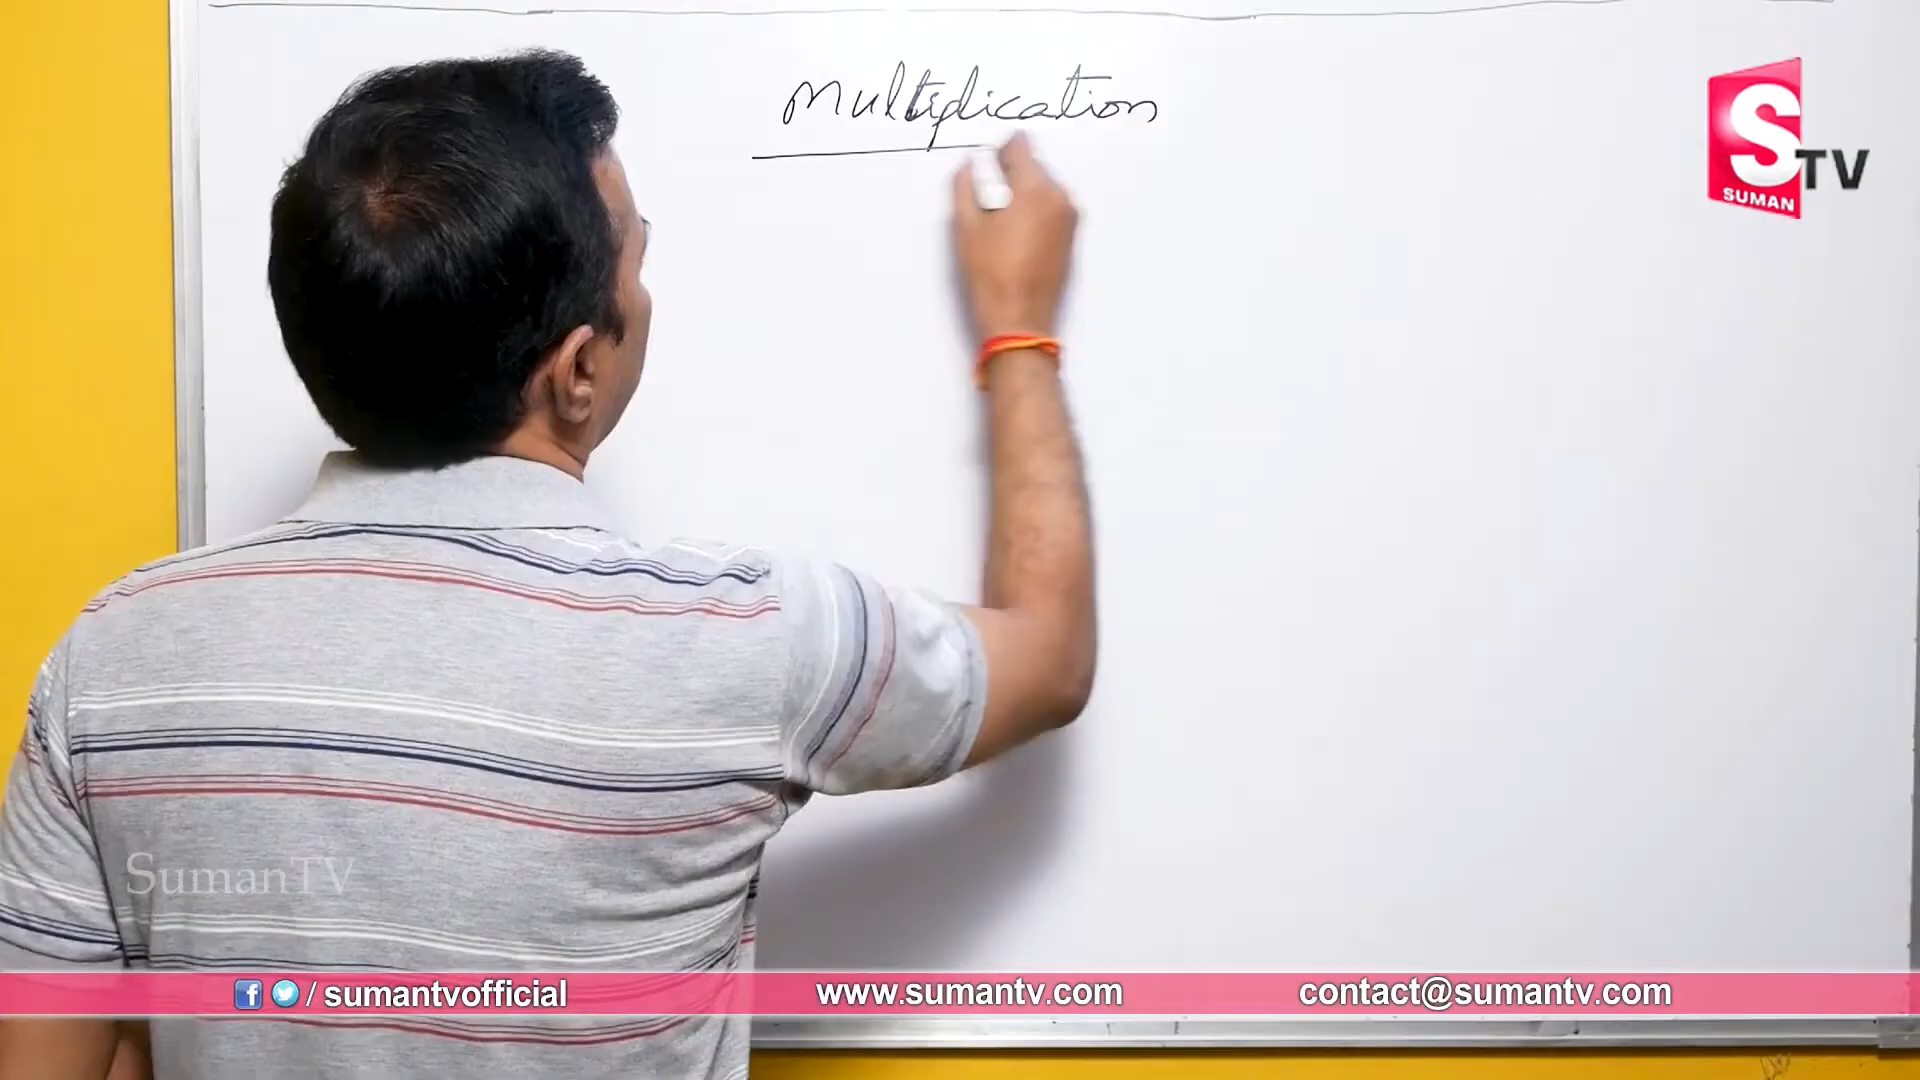 Multiplication
S TV
SUMAN
SumanTV
/ sumantvofficial
www.sumantv.com
contact@sumantv.com